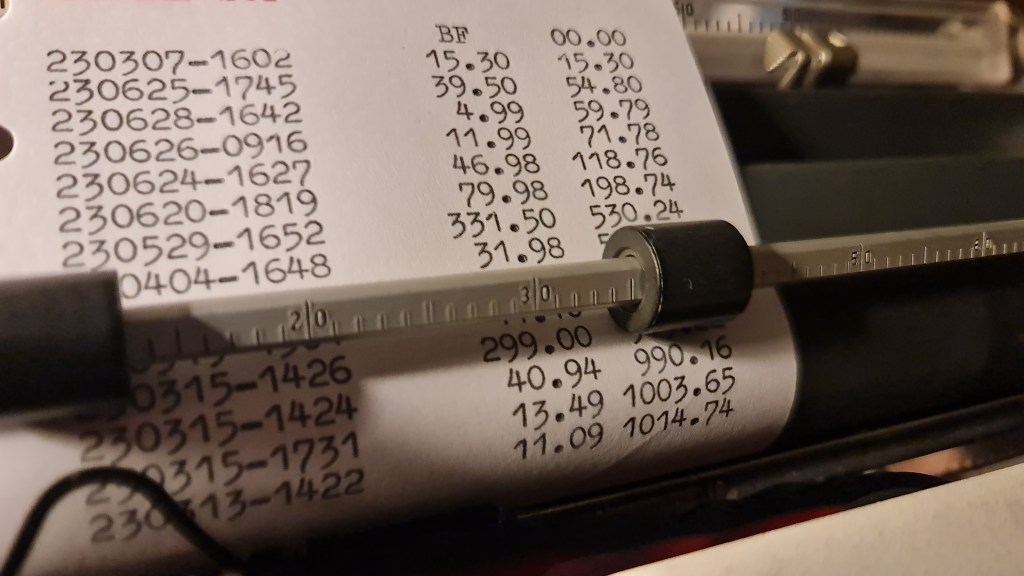 BF 00.00
230307-1602 15.30 15.30
230625-1745 39.50 54.80
230628-1642 4.99 59.79
230626-0916 11.99 71.78
230624-1627 46.98 118.76
230620-1819 79.98 198.74
230529-1652 331.50 530.24
0404-1648 31.98
20 30 50
299.00
0315-1426 40.94 990.16
230315-1424 13.49 1003.65
230315-1731 11.09 1014.74
230313-1422